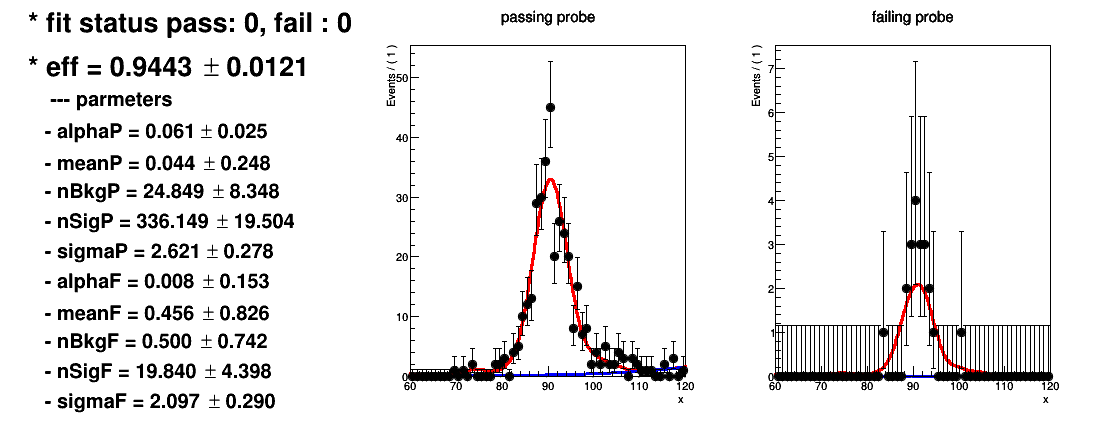 * fit status pass: 0, fail : 0
* eff = 0.9443 ± 0.0121
--- parmeters
- alphaP = 0.061 ± 0.025
- meanP = 0.044 ± 0.248
- nBkgP = 24.849 ± 8.348
- nSigP = 336.149 ± 19.504
- sigmaP = 2.621 ± 0.278
- alphaF = 0.008 ± 0.153
- meanF = 0.456 ± 0.826
- nBkgF = 0.500 ± 0.742
- nSigF = 19.840 ± 4.398
- sigmaF = 2.097 ± 0.290
passing probe
Events / ( 1 )
50
40
30
20
10
0
60 70 80 90 100 110 120
x
failing probe
Events / ( 1 )
7
6
5
4
3
2
1
0
60 70 80 90 100 110 120
x